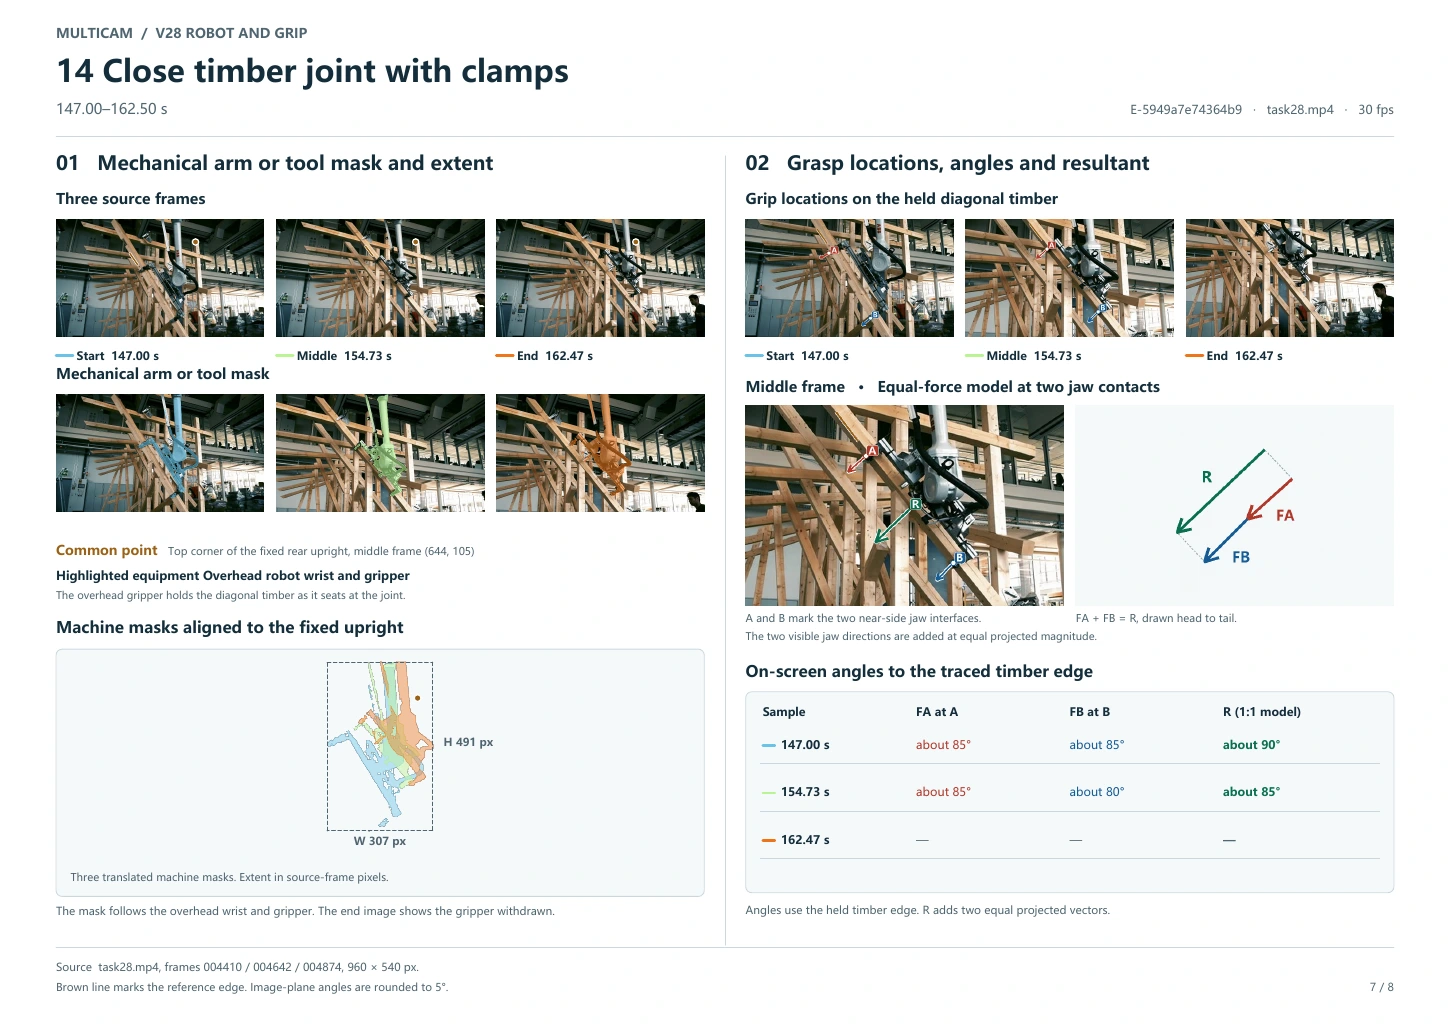 MULTICAM / V28 ROBOT AND GRIP
14 Close timber joint with clamps
147.00–162.50 s
E-5949a7e74364b9 · task28.mp4 · 30 fps
01 Mechanical arm or tool mask and extent
Three source frames
Start 147.00 s
Middle 154.73 s
End 162.47 s
Mechanical arm or tool mask
Common point Top corner of the fixed rear upright, middle frame (644, 105)
Highlighted equipment Overhead robot wrist and gripper
The overhead gripper holds the diagonal timber as it seats at the joint.
Machine masks aligned to the fixed upright
H 491 px
W 307 px
Three translated machine masks. Extent in source-frame pixels.
The mask follows the overhead wrist and gripper. The end image shows the gripper withdrawn.
02 Grasp locations, angles and resultant
Grip locations on the held diagonal timber
A
B
A
B
Start 147.00 s
Middle 154.73 s
End 162.47 s
Middle frame • Equal-force model at two jaw contacts
A
R
B
R
FA
FB
A and B mark the two near-side jaw interfaces.
FA + FB = R, drawn head to tail.
The two visible jaw directions are added at equal projected magnitude.
On-screen angles to the traced timber edge
Sample FA at A FB at B R (1:1 model)
147.00 s about 85° about 85° about 90°
154.73 s about 85° about 80° about 85°
162.47 s — — —
Angles use the held timber edge. R adds two equal projected vectors.
Source task28.mp4, frames 004410 / 004642 / 004874, 960 × 540 px.
Brown line marks the reference edge. Image-plane angles are rounded to 5°.
7 / 8